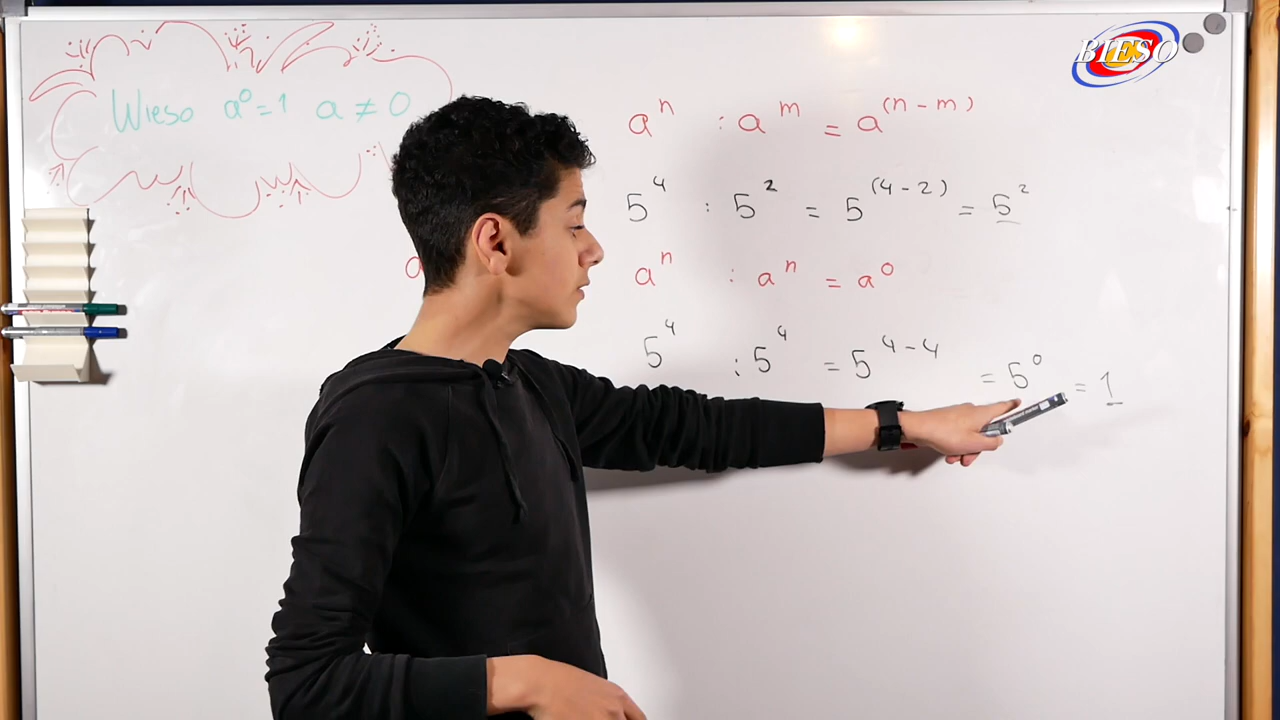 BIESO
Wieso a⁰ = 1 a ≠ 0
aⁿ : aᵐ = a⁽ⁿ⁻ᵐ⁾
5⁴ : 5² = 5⁽⁴⁻²⁾ = 5²
a
aⁿ : aⁿ = a⁰
5⁴ : 5⁴ = 5⁴⁻⁴ = 5⁰ = 1